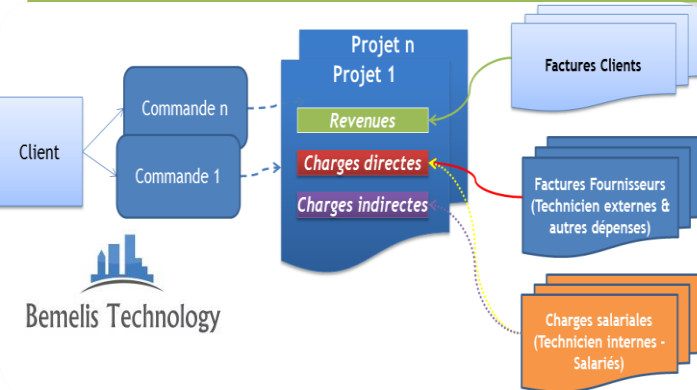 Client
Commande n
Commande 1
Projet n
Projet 1
Revenues
Charges directes
Charges indirectes
Factures Clients
Factures Fournisseurs
(Technicien externes &
autres dépenses)
Charges salariales
(Technicien internes -
Salariés)
Bemelis Technology